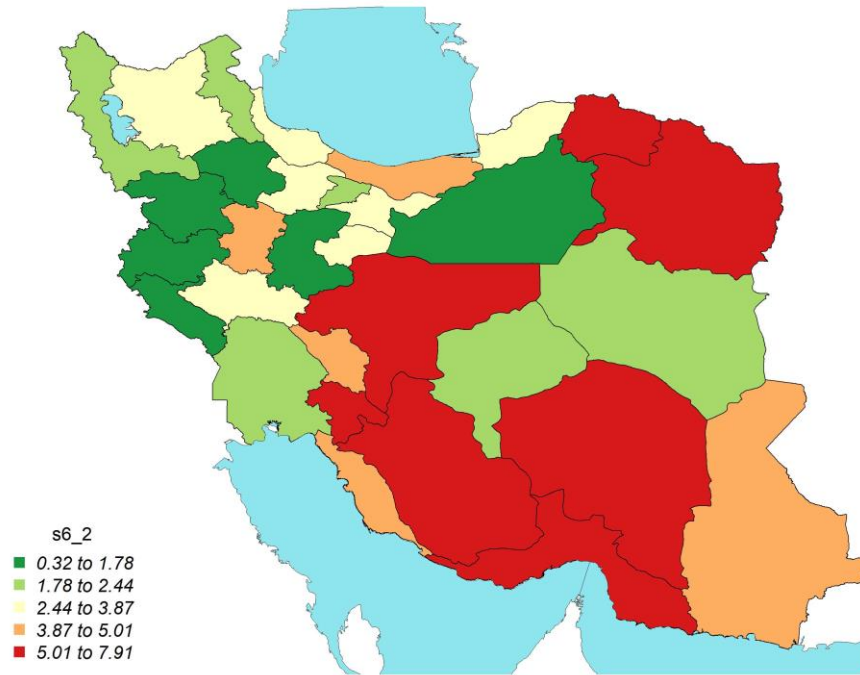 s6_2
0.32 to 1.78
1.78 to 2.44
2.44 to 3.87
3.87 to 5.01
5.01 to 7.91